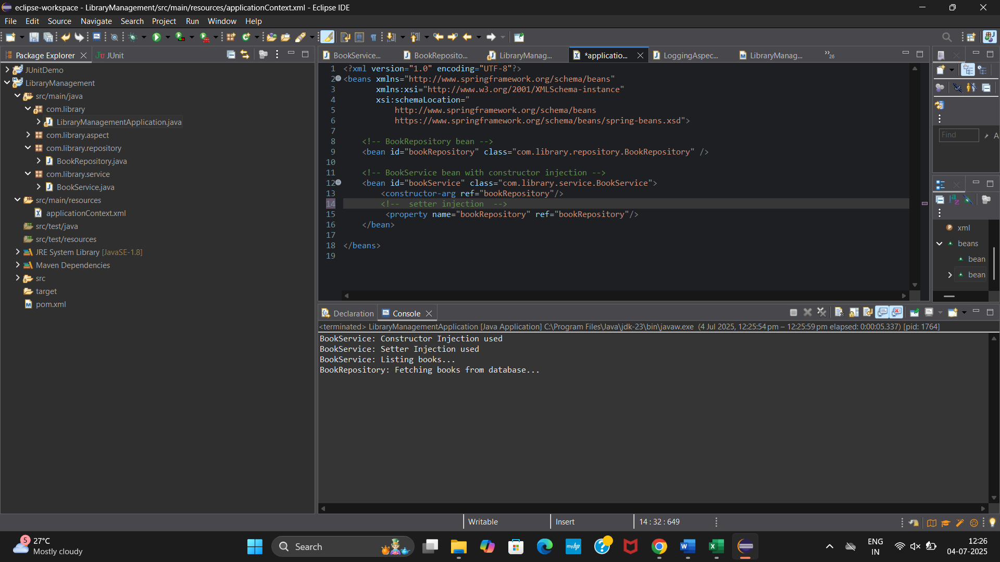 eclipse-workspace - LibraryManagement/src/main/resources/applicationContext.xml - Eclipse IDE
File Edit Source Navigate Search Project Run Window Help
Package Explorer
JUnit
JUnitDemo
LibraryManagement
src/main/java
com.library
LibraryManagementApplication.java
com.library.aspect
com.library.repository
BookRepository.java
com.library.service
BookService.java
src/main/resources
applicationContext.xml
src/test/java
src/test/resources
JRE System Library [JavaSE-1.8]
Maven Dependencies
src
target
pom.xml
BookService... BookReposito... LibraryManag... *applicatio... LoggingAspec... LibraryManag... »26
1 <?xml version="1.0" encoding="UTF-8"?>
2 <beans xmlns="http://www.springframework.org/schema/beans"
3 xmlns:xsi="http://www.w3.org/2001/XMLSchema-instance"
4 xsi:schemaLocation="
5 http://www.springframework.org/schema/beans
6 https://www.springframework.org/schema/beans/spring-beans.xsd">
7
8 <!-- BookRepository bean -->
9 <bean id="bookRepository" class="com.library.repository.BookRepository" />
10
11 <!-- BookService bean with constructor injection -->
12 <bean id="bookService" class="com.library.service.BookService">
13 <constructor-arg ref="bookRepository"/>
14 <!--  setter injection  -->
15 <property name="bookRepository" ref="bookRepository"/>
16 </bean>
17
18 </beans>
19
Find
A
xml
beans
bean
bean
Declaration
Console
<terminated> LibraryManagementApplication [Java Application] C:\Program Files\Java\jdk-23\bin\javaw.exe (4 Jul 2025, 12:25:54 pm – 12:25:59 pm elapsed: 0:00:05.337) [pid: 1764]
BookService: Constructor Injection used
BookService: Setter Injection used
BookService: Listing books...
BookRepository: Fetching books from database...
Writable
Insert
14 : 32 : 649
5
27°C
Mostly cloudy
Search
myhp
ENG
IN
12:26
04-07-2025